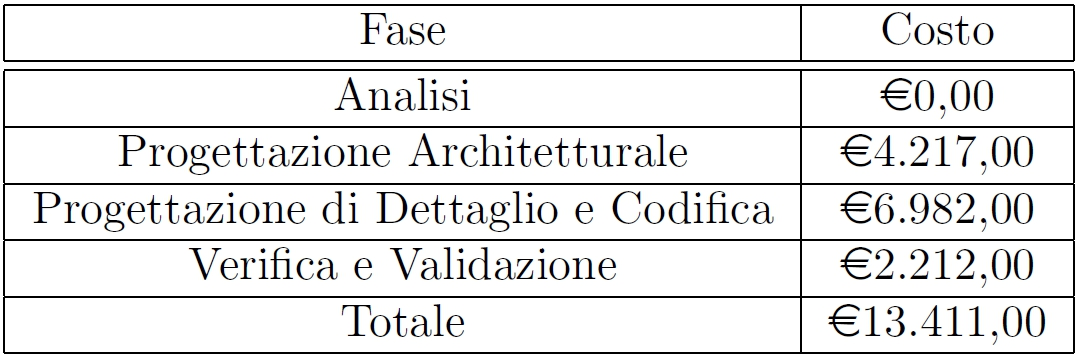 Fase Costo
Analisi €0,00
Progettazione Architetturale €4.217,00
Progettazione di Dettaglio e Codifica €6.982,00
Verifica e Validazione €2.212,00
Totale €13.411,00